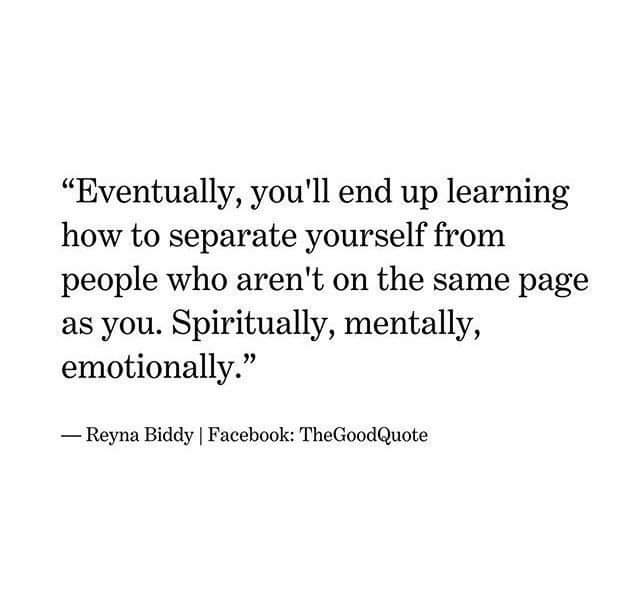 “Eventually, you'll end up learning
how to separate yourself from
people who aren't on the same page
as you. Spiritually, mentally,
emotionally.”
— Reyna Biddy | Facebook: TheGoodQuote